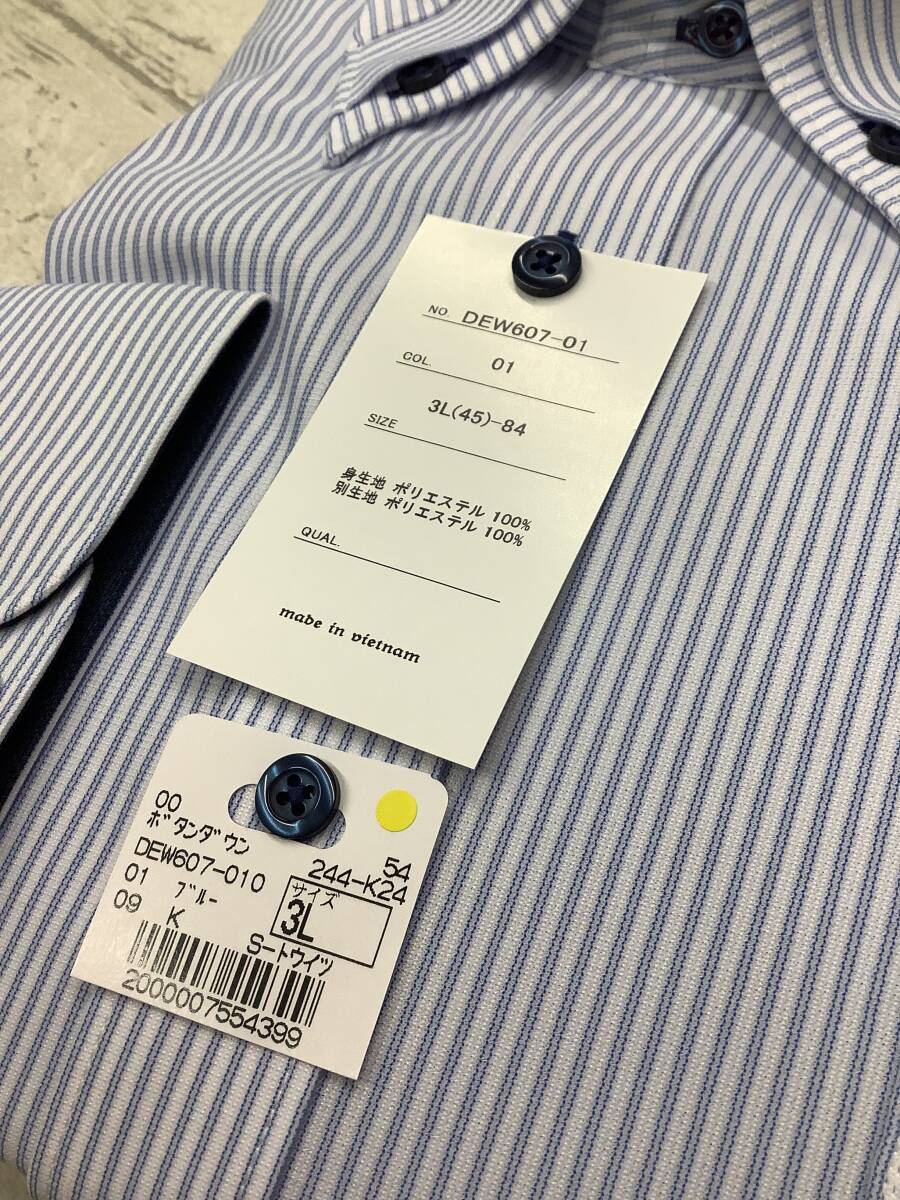 NO. DEW607-01
COL. 01
SIZE 3L(45)-84
身生地 ポリエステル 100%
別生地 ポリエステル 100%
QUAL.
made in vietnam
00
ﾎﾞﾀﾝﾀﾞｳﾝ 54
DEW607-010 244-K24
01 ﾌﾞﾙｰ サイズ
09 K 3L
S-ﾄｳｲﾂ
2000007554399